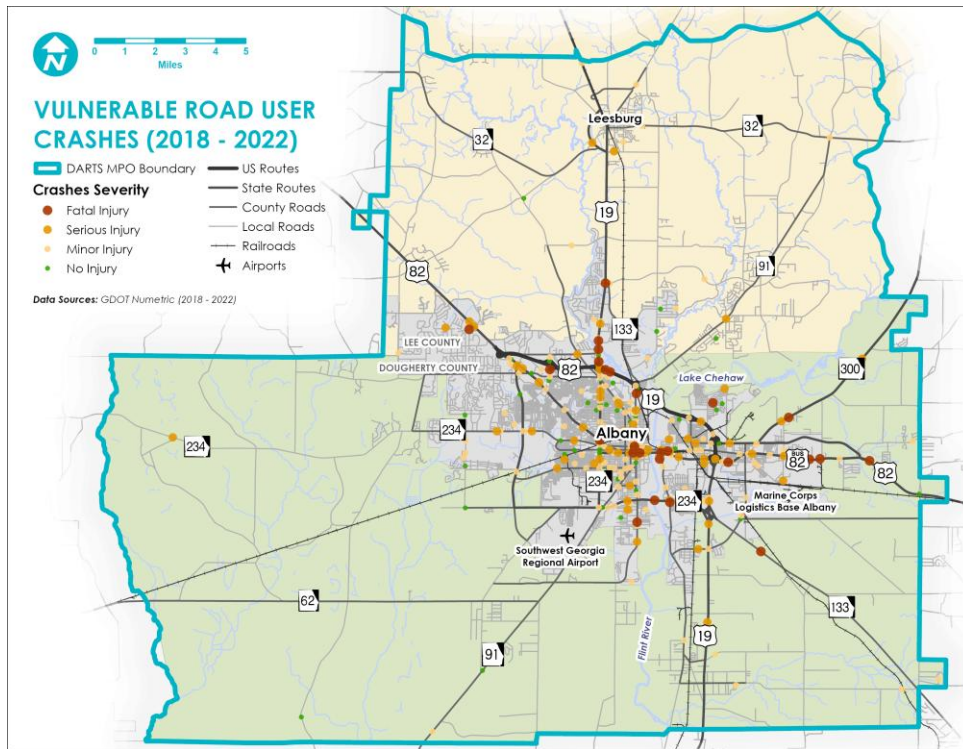 N
0 1 2 3 4 5
Miles
VULNERABLE ROAD USER
CRASHES (2018 - 2022)
DARTS MPO Boundary
Crashes Severity
Fatal Injury
Serious Injury
Minor Injury
No Injury
US Routes
State Routes
County Roads
Local Roads
Railroads
Airports
Data Sources: GDOT Numetric (2018 - 2022)
Leesburg
32
32
19
82
91
133
LEE COUNTY
DOUGHERTY COUNTY
82
300
Lake Chehaw
19
234
234
Albany
BUS
82
82
234
234
Marine Corps
Logistics Base Albany
Southwest Georgia
Regional Airport
62
133
Flint River
19
91